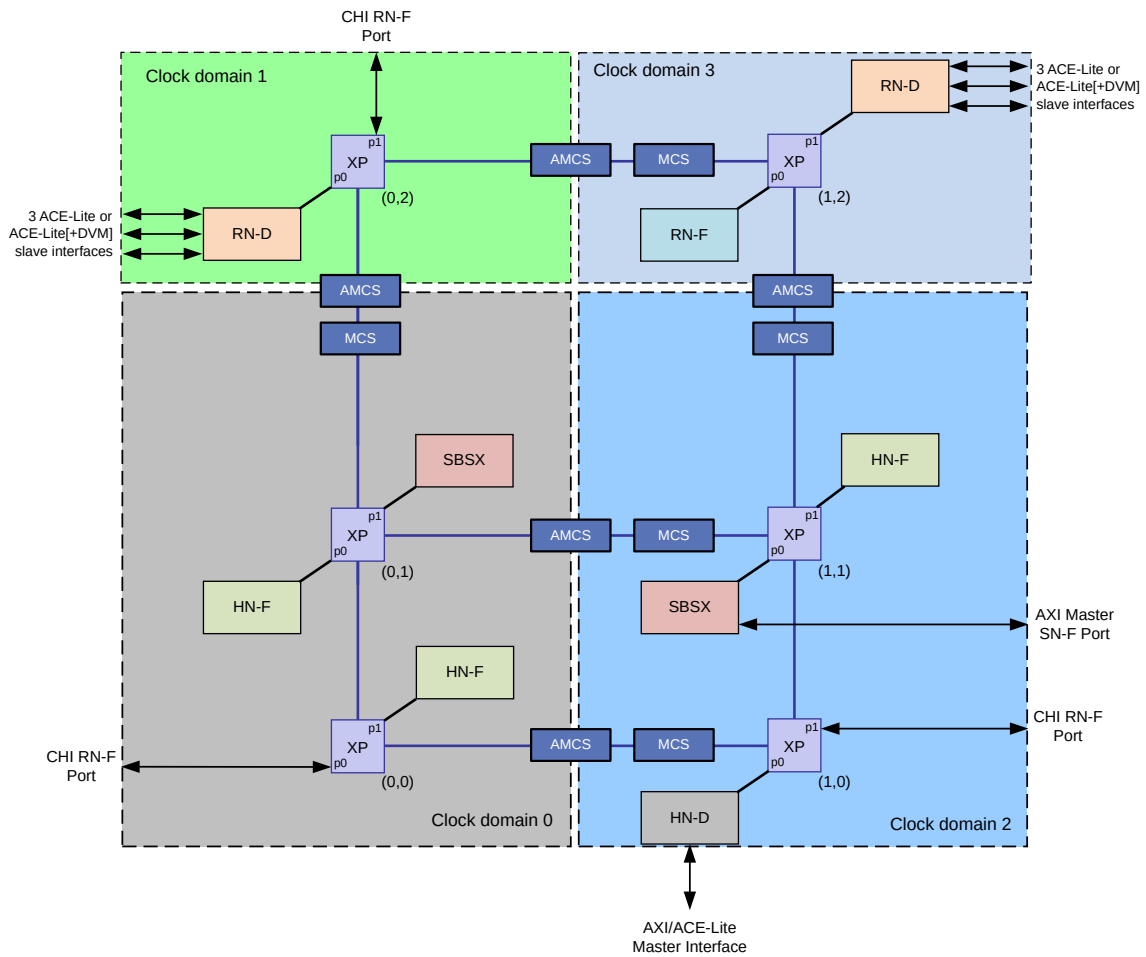 CHI RN-F
Port
Clock domain 1
Clock domain 3
RN-D
3 ACE-Lite or
ACE-Lite[+DVM]
slave interfaces
p1
XP
p0
(0,2)
AMCS
MCS
p1
XP
p0
(1,2)
3 ACE-Lite or
ACE-Lite[+DVM]
slave interfaces
RN-D
RN-F
AMCS
MCS
AMCS
MCS
SBSX
HN-F
p1
XP
p0
(0,1)
AMCS
MCS
p1
XP
p0
(1,1)
HN-F
SBSX
AXI Master
SN-F Port
HN-F
CHI RN-F
Port
p1
XP
p0
(0,0)
AMCS
MCS
p1
XP
p0
(1,0)
CHI RN-F
Port
Clock domain 0
HN-D
Clock domain 2
AXI/ACE-Lite
Master Interface